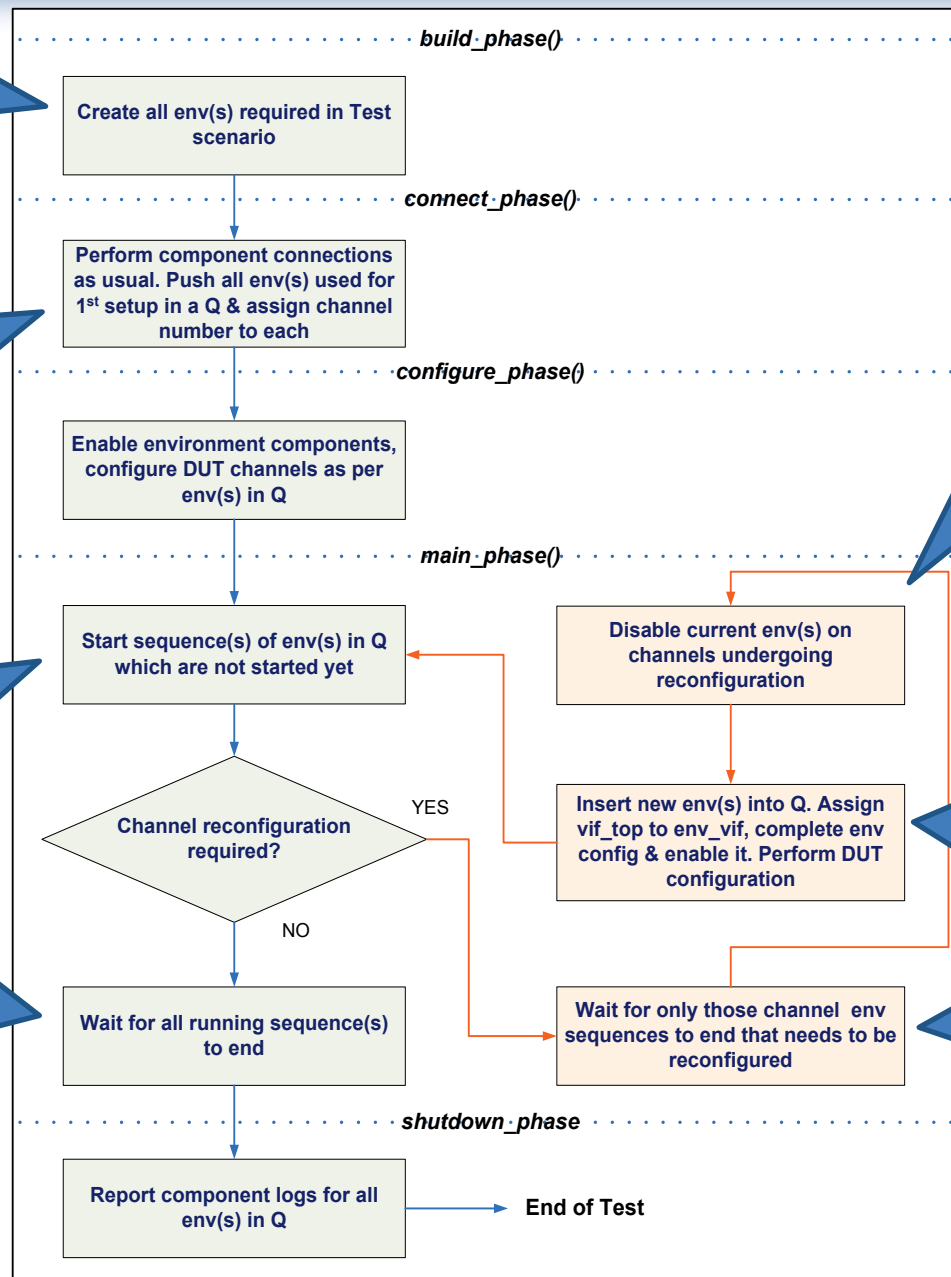 build_phase()
Create all env(s) required in Test
scenario
connect_phase()
Perform component connections
as usual. Push all env(s) used for
1st setup in a Q & assign channel
number to each
configure_phase()
Enable environment components,
configure DUT channels as per
env(s) in Q
main_phase()
Start sequence(s) of env(s) in Q
which are not started yet
Disable current env(s) on
channels undergoing
reconfiguration
Channel reconfiguration
required?
YES
NO
Insert new env(s) into Q. Assign
vif_top to env_vif, complete env
config & enable it. Perform DUT
configuration
Wait for all running sequence(s)
to end
Wait for only those channel env
sequences to end that needs to be
reconfigured
shutdown_phase
Report component logs for all
env(s) in Q
End of Test